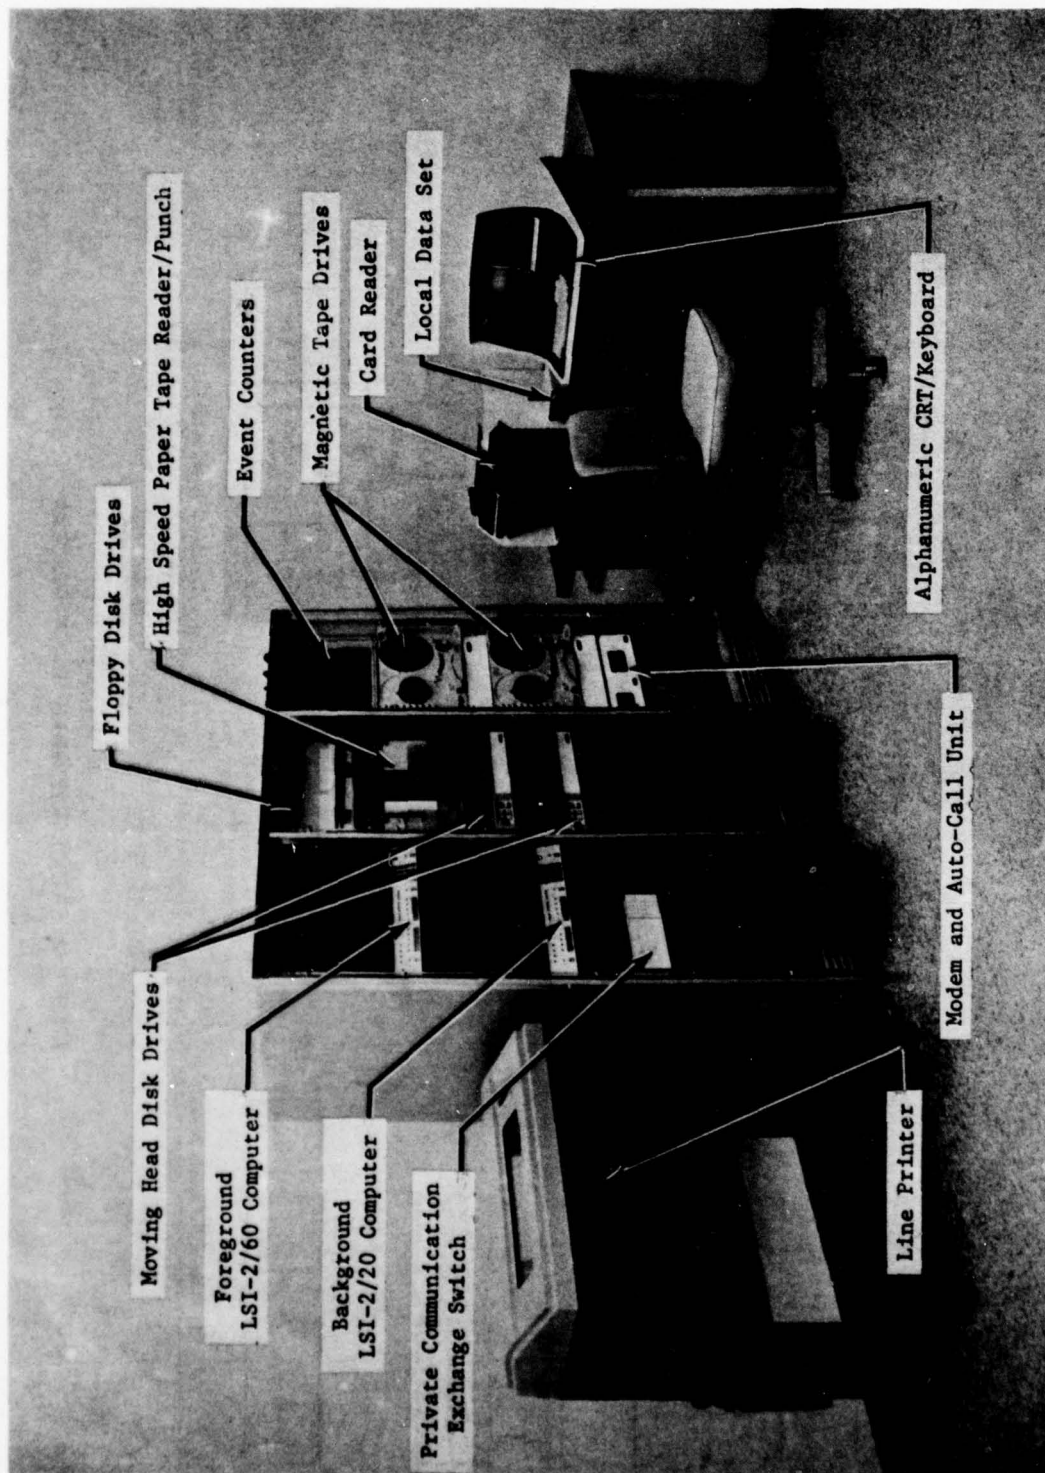 Moving Head Disk Drives
Foreground
LSI-2/60 Computer
Background
LSI-2/20 Computer
Private Communication
Exchange Switch
Floppy Disk Drives
High Speed Paper Tape Reader/Punch
Event Counters
Magnetic Tape Drives
Card Reader
Local Data Set
Line Printer
Modem and Auto-Call Unit
Alphanumeric CRT/Keyboard